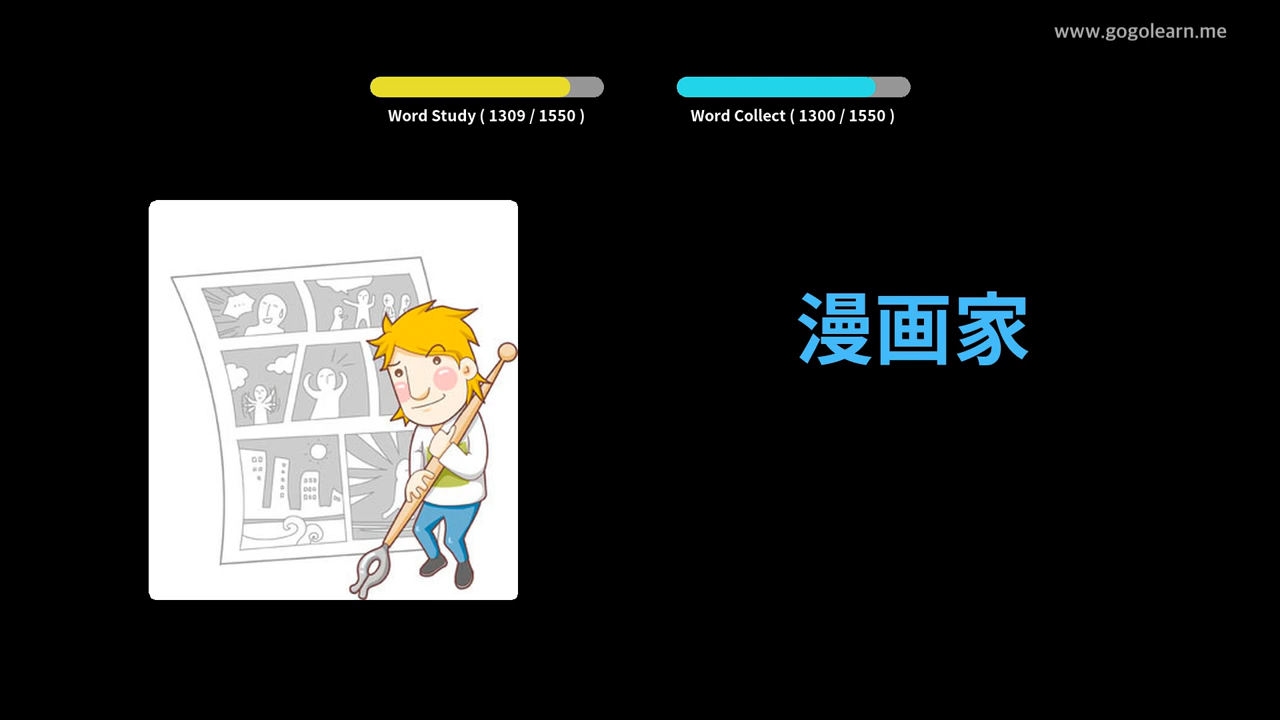 www.gogolearn.me
Word Study ( 1309 / 1550 )
Word Collect ( 1300 / 1550 )
漫画家
...